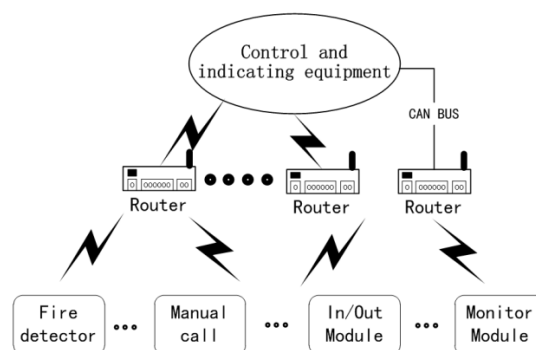 Control and
indicating equipment
CAN BUS
Router
Router
Router
Fire
detector
Manual
call
In/Out
Module
Monitor
Module